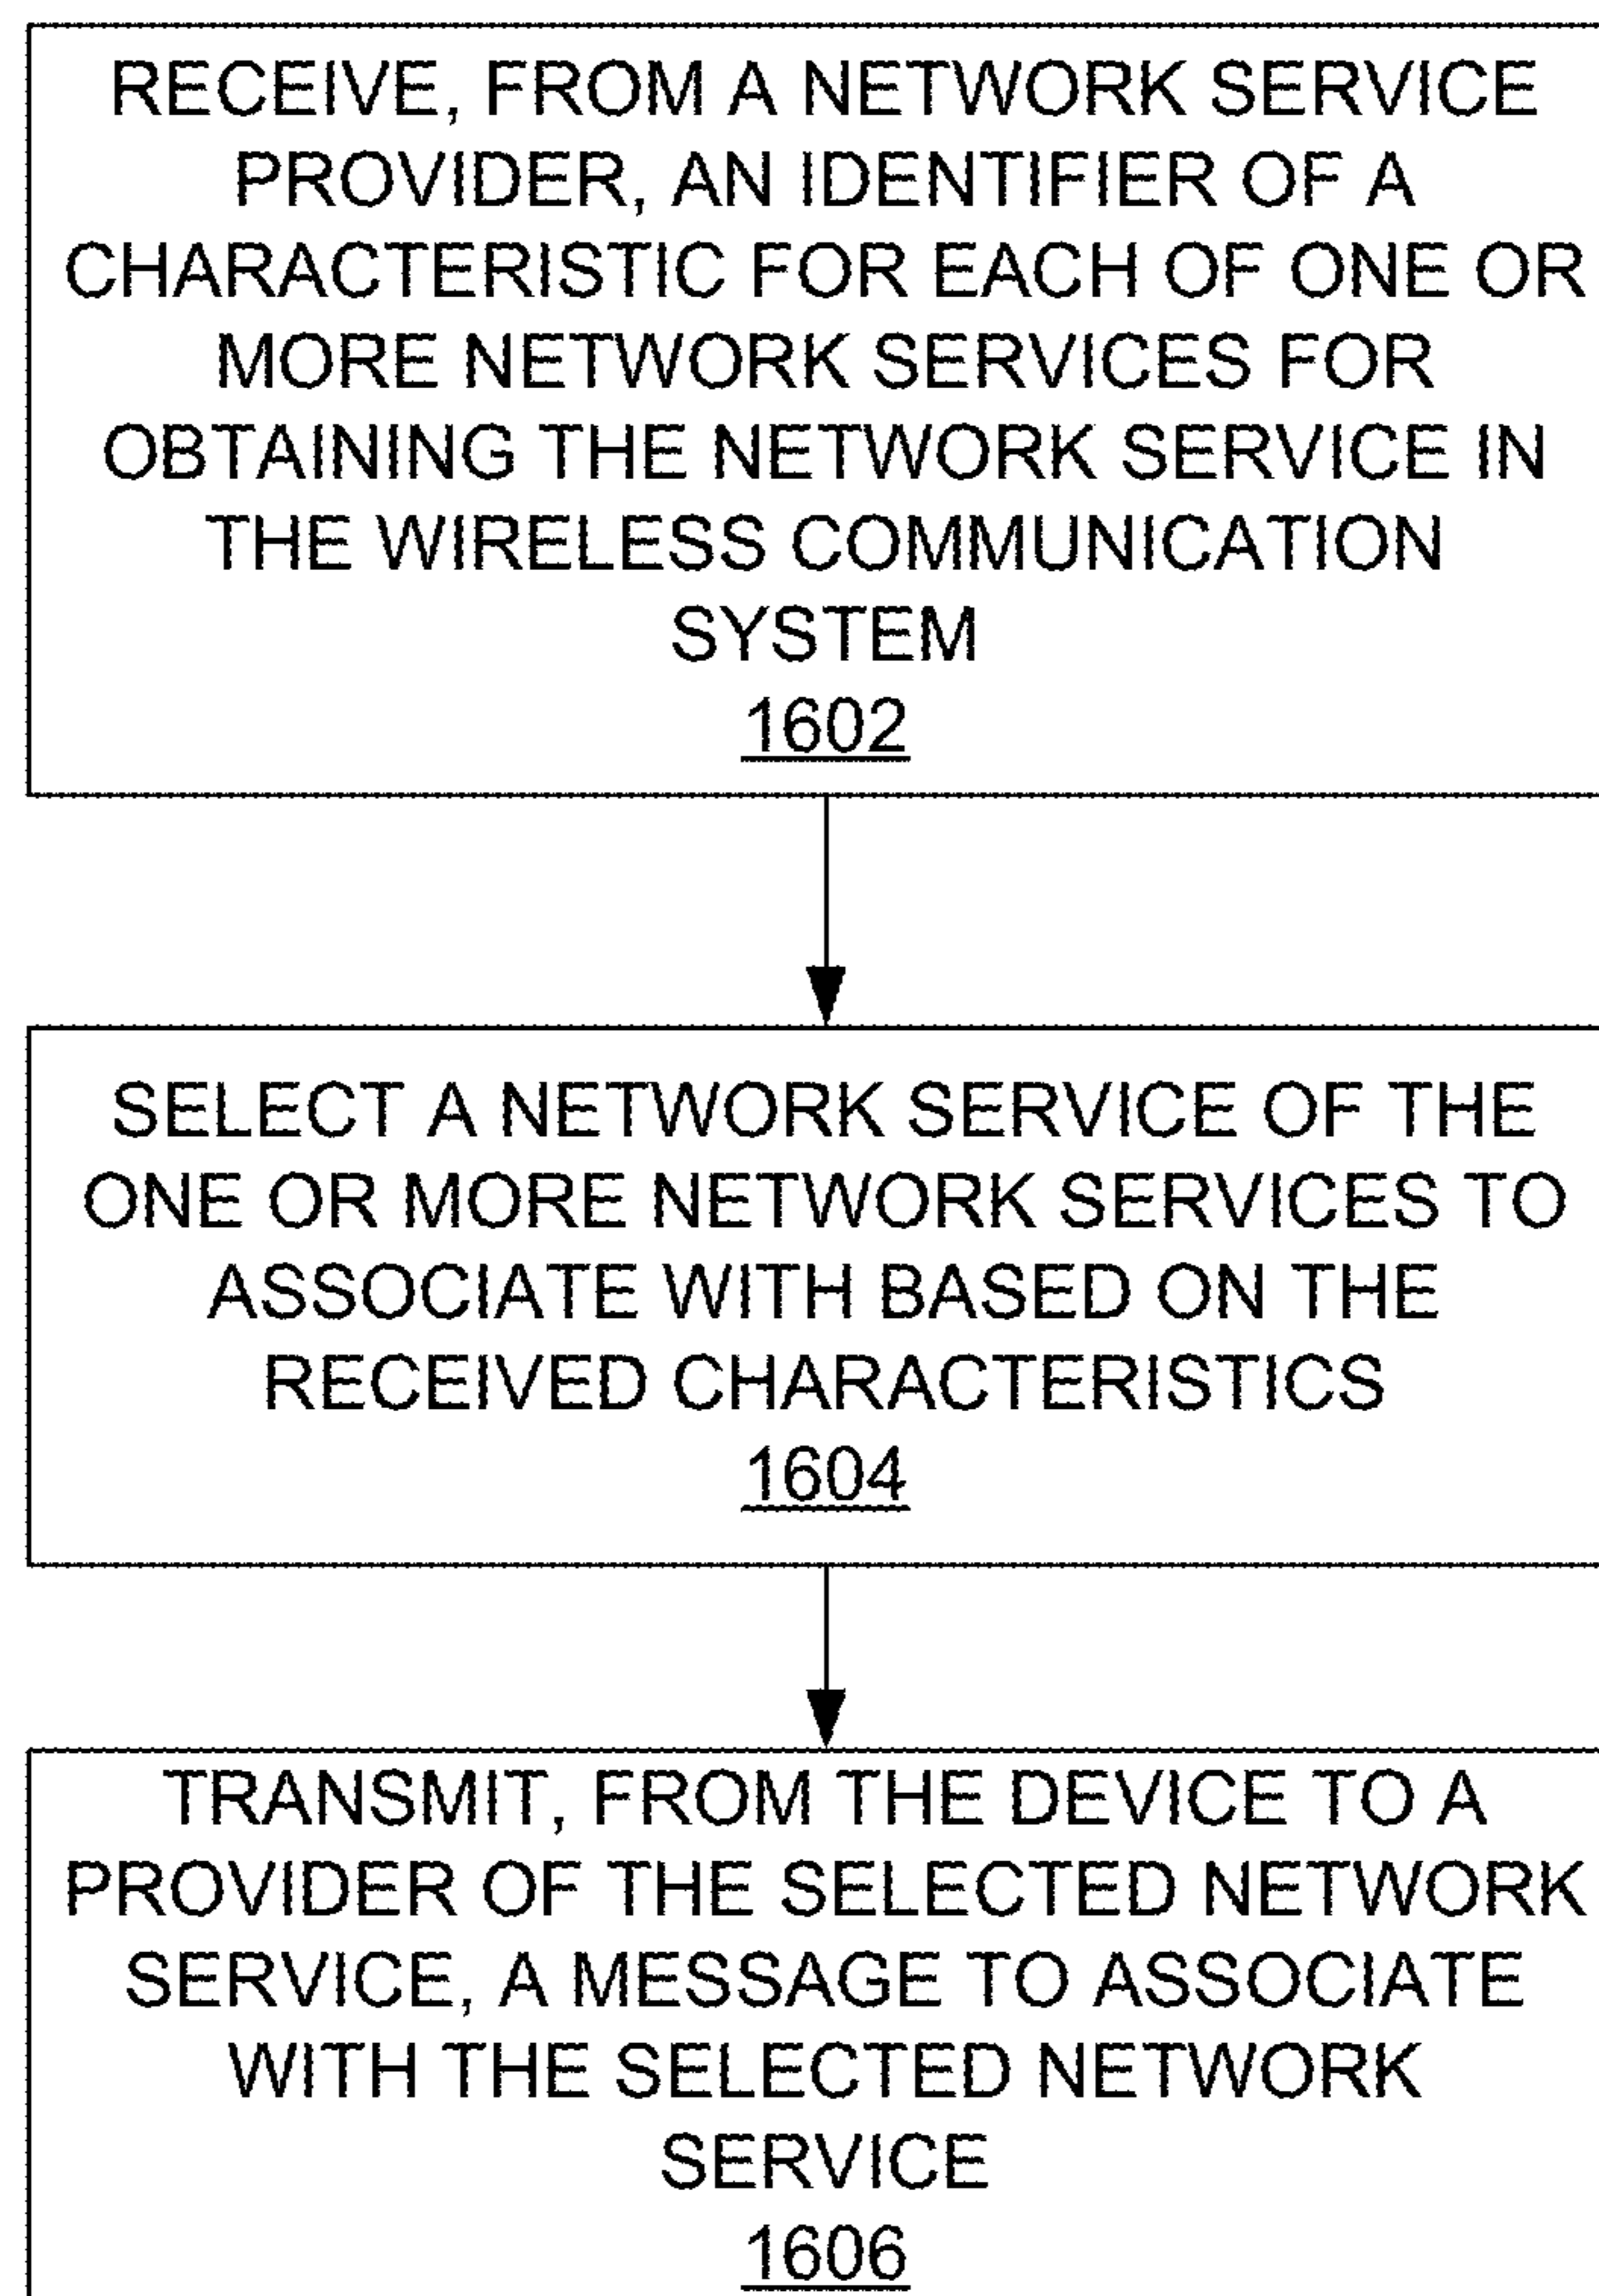 RECEIVE, FROM A NETWORK SERVICE
PROVIDER, AN IDENTIFIER OF A
CHARACTERISTIC FOR EACH OF ONE OR
MORE NETWORK SERVICES FOR
OBTAINING THE NETWORK SERVICE IN
THE WIRELESS COMMUNICATION
SYSTEM
1602
SELECT A NETWORK SERVICE OF THE
ONE OR MORE NETWORK SERVICES TO
ASSOCIATE WITH BASED ON THE
RECEIVED CHARACTERISTICS
1604
TRANSMIT, FROM THE DEVICE TO A
PROVIDER OF THE SELECTED NETWORK
SERVICE, A MESSAGE TO ASSOCIATE
WITH THE SELECTED NETWORK
SERVICE
1606